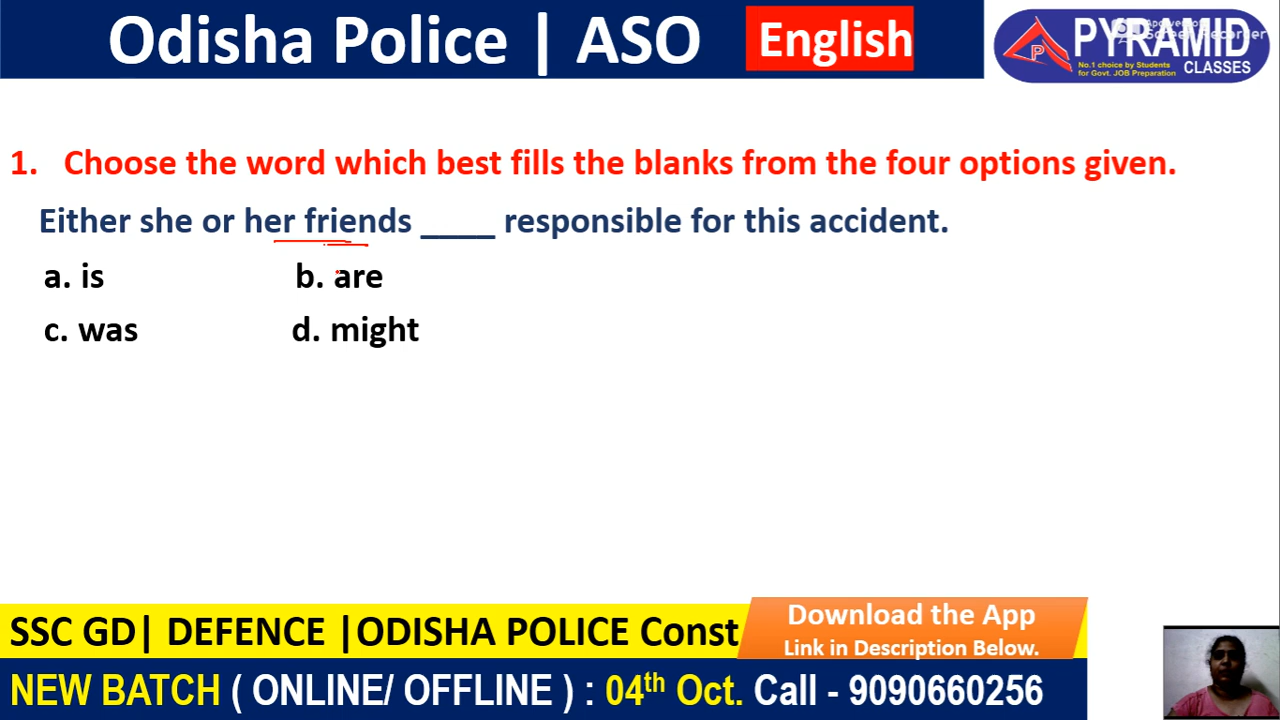 Odisha Police | ASO English
PYRAMID
CLASSES
No.1 choice by Students
for Govt. JOB Preparation
1. Choose the word which best fills the blanks from the four options given.
Either she or her friends ____ responsible for this accident.
a. is b. are
c. was d. might
SSC GD| DEFENCE |ODISHA POLICE Const
Download the App
Link in Description Below.
NEW BATCH ( ONLINE/ OFFLINE ) : 04th Oct. Call - 9090660256